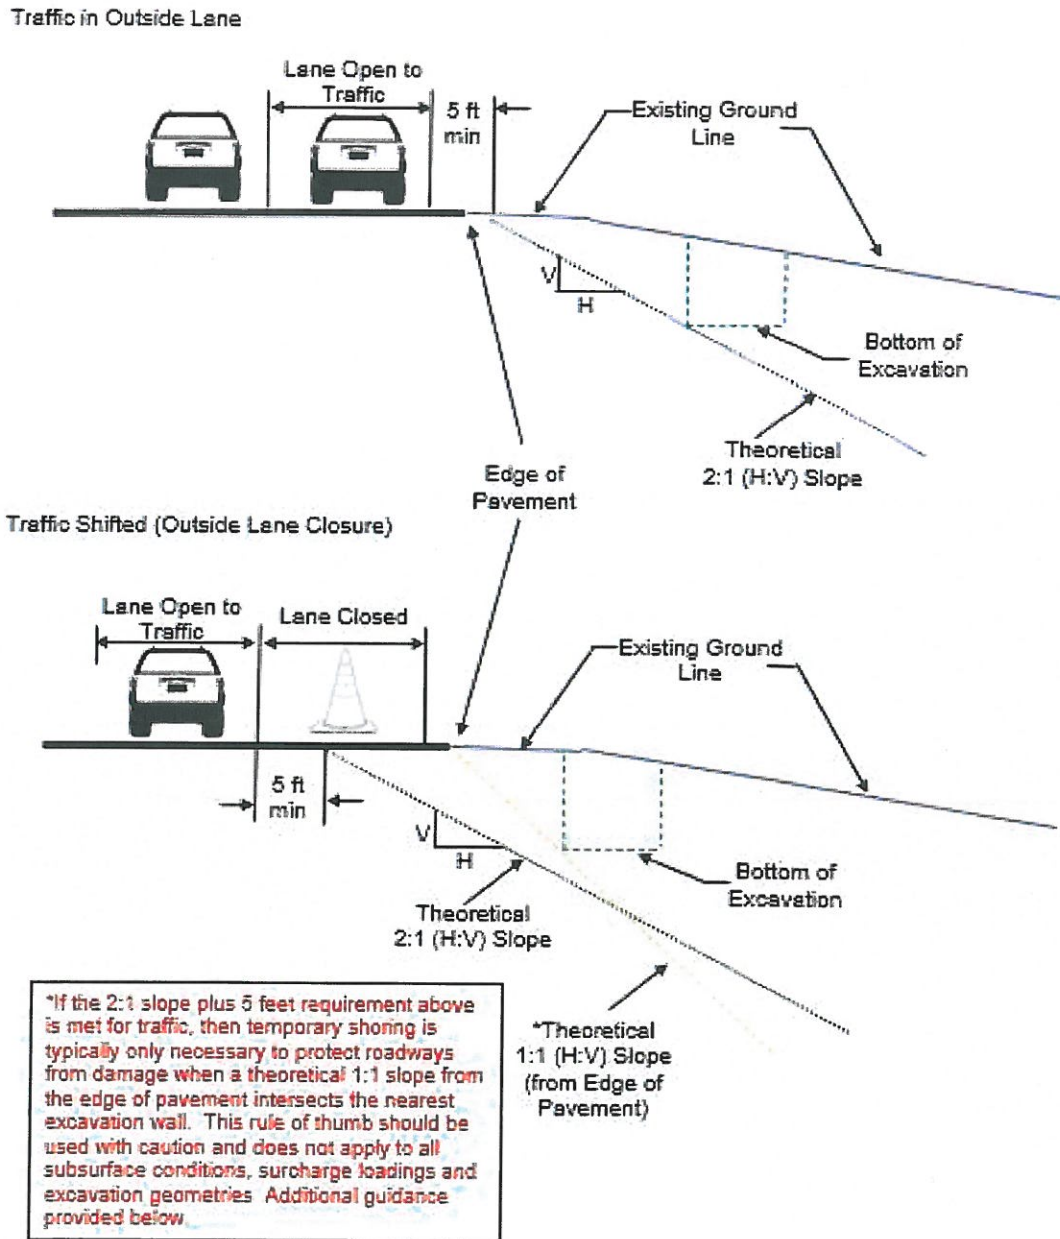 Traffic in Outside Lane
Lane Open to
Traffic
5 ft
min
Existing Ground
Line
V
H
Bottom of
Excavation
Theoretical
2:1 (H:V) Slope
Edge of
Pavement
Traffic Shifted (Outside Lane Closure)
Lane Open to
Traffic
Lane Closed
Existing Ground
Line
5 ft
min
V
H
Bottom of
Excavation
Theoretical
2:1 (H:V) Slope
*Theoretical
1:1 (H:V) Slope
(from Edge of
Pavement)
*If the 2:1 slope plus 5 feet requirement above
is met for traffic, then temporary shoring is
typically only necessary to protect roadways
from damage when a theoretical 1:1 slope from
the edge of pavement intersects the nearest
excavation wall. This rule of thumb should be
used with caution and does not apply to all
subsurface conditions, surcharge loadings and
excavation geometries. Additional guidance
provided below.